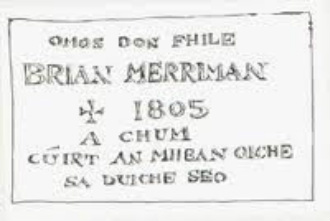 OMOS DON FHILE
BRIAN MERRIMAN
✠ 1805
A CHUM
CÚIRT AN MHEAN OICHE
SA DUICHE SEO